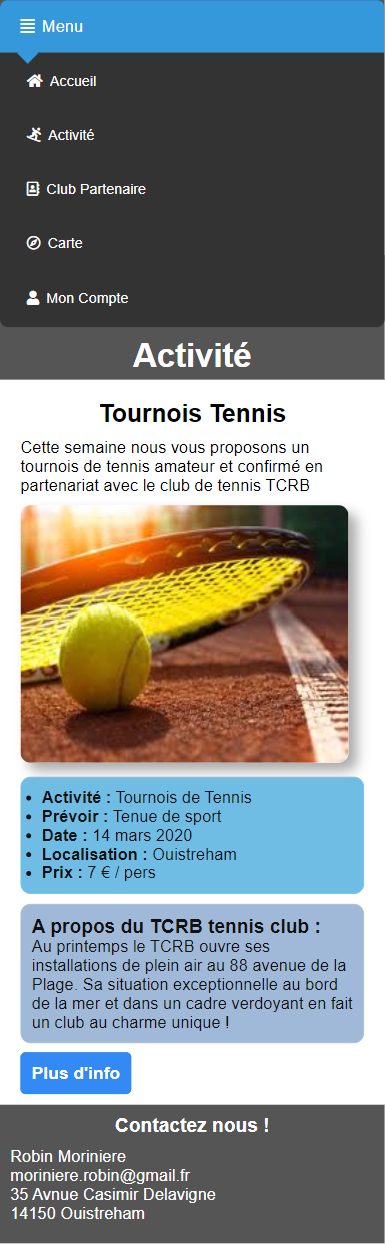 Menu
Accueil
Activité
Club Partenaire
Carte
Mon Compte
Activité
Tournois Tennis
Cette semaine nous vous proposons un
tournois de tennis amateur et confirmé en
partenariat avec le club de tennis TCRB
• Activité : Tournois de Tennis
• Prévoir : Tenue de sport
• Date : 14 mars 2020
• Localisation : Ouistreham
• Prix : 7 € / pers
A propos du TCRB tennis club :
Au printemps le TCRB ouvre ses
installations de plein air au 88 avenue de la
Plage. Sa situation exceptionnelle au bord
de la mer et dans un cadre verdoyant en fait
un club au charme unique !
Plus d'info
Contactez nous !
Robin Moriniere
moriniere.robin@gmail.fr
35 Avnue Casimir Delavigne
14150 Ouistreham